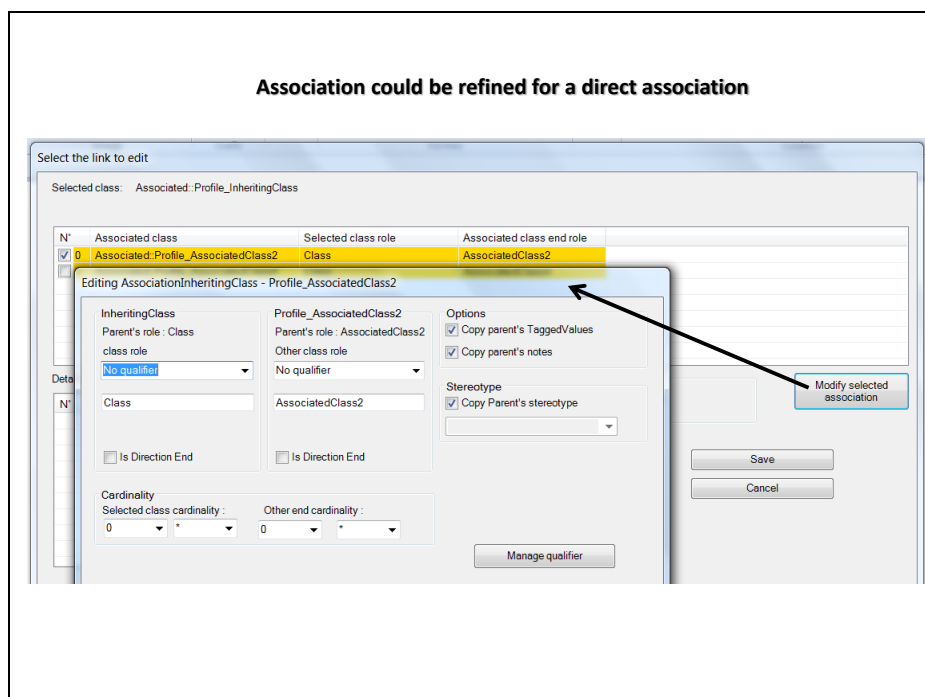 Association could be refined for a direct association
Select the link to edit
Selected class: Associated::Profile_InheritingClass
N° Associated class Selected class role Associated class end role
0 Associated::Profile_AssociatedClass2 Class AssociatedClass2
Editing AssociationInheritingClass - Profile_AssociatedClass2
InheritingClass Profile_AssociatedClass2 Options
Parent's role : Class Parent's role : AssociatedClass2 Copy parent's TaggedValues
class role Other class role Copy parent's notes
No qualifier No qualifier
Deta Stereotype Modify selected
association
N° Class AssociatedClass2 Copy Parent's stereotype
Is Direction End Is Direction End Save
Cancel
Cardinality
Selected class cardinality : Other end cardinality :
0 * 0 *
Manage qualifier